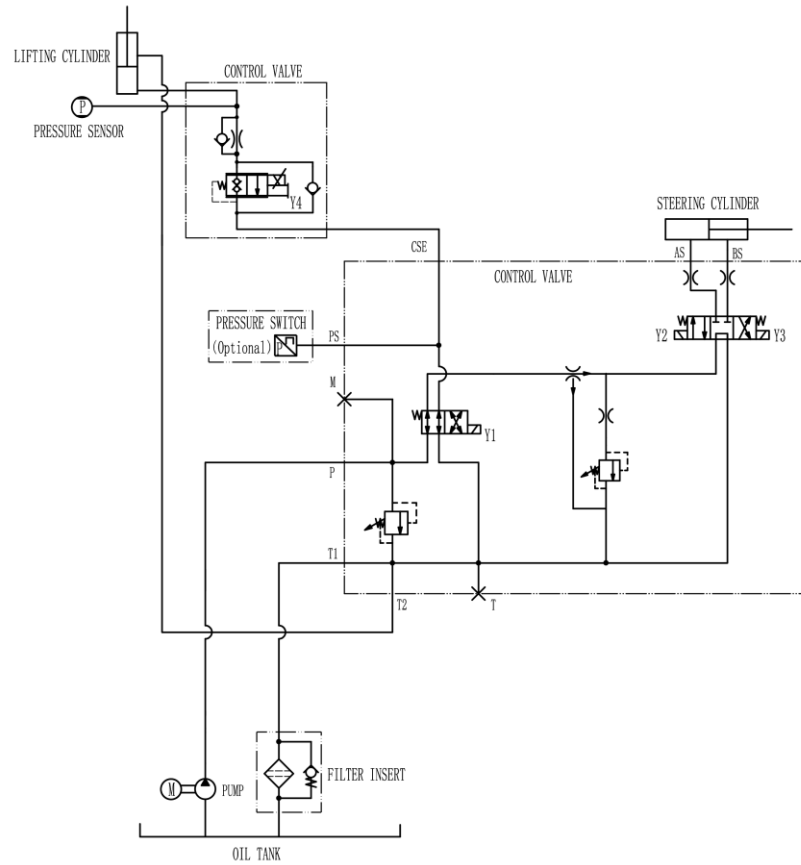 LIFTING CYLINDER
CONTROL VALVE
P
PRESSURE SENSOR
Y4
STEERING CYLINDER
CSE
AS
BS
CONTROL VALVE
PRESSURE SWITCH
(Optional)
P
PS
Y2
Y3
M
Y1
P
T1
T2
T
M
PUMP
FILTER INSERT
OIL TANK